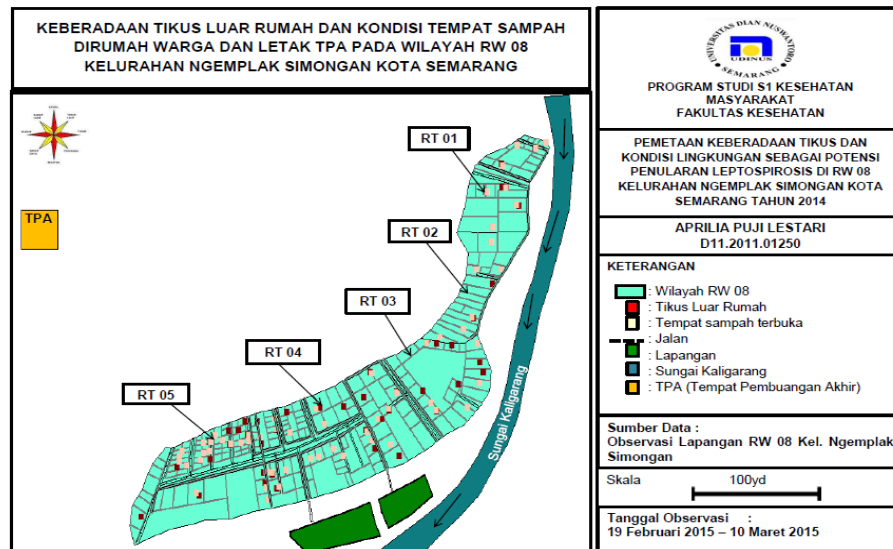 KEBERADAAN TIKUS LUAR RUMAH DAN KONDISI TEMPAT SAMPAH
DIRUMAH WARGA DAN LETAK TPA PADA WILAYAH RW 08
KELURAHAN NGEMPLAK SIMONGAN KOTA SEMARANG
TPA
RT 01
RT 02
RT 03
RT 04
RT 05
Sungai Kaligarang
UNIVERSITAS DIAN NUSWANTORO
UDINUS
SEMARANG
PROGRAM STUDI S1 KESEHATAN
MASYARAKAT
FAKULTAS KESEHATAN
PEMETAAN KEBERADAAN TIKUS DAN
KONDISI LINGKUNGAN SEBAGAI POTENSI
PENULARAN LEPTOSPIROSIS DI RW 08
KELURAHAN NGEMPLAK SIMONGAN KOTA
SEMARANG TAHUN 2014
APRILIA PUJI LESTARI
D11.2011.01250
KETERANGAN
: Wilayah RW 08
: Tikus Luar Rumah
: Tempat sampah terbuka
: Jalan
: Lapangan
: Sungai Kaligarang
: TPA (Tempat Pembuangan Akhir)
Sumber Data :
Observasi Lapangan RW 08 Kel. Ngemplak
Simongan
Skala 100yd
Tanggal Observasi :
19 Februari 2015 – 10 Maret 2015